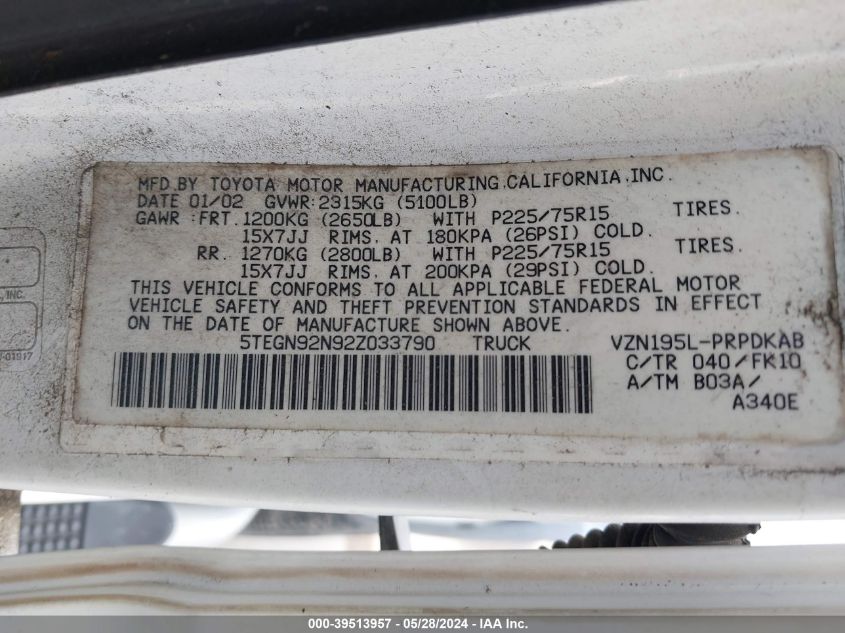 MFD.BY TOYOTA MOTOR MANUFACTURING.CALIFORNIA.INC.
DATE 01/02 GVWR:2315KG (5100LB)
GAWR :FRT.1200KG (2650LB) WITH P225/75R15 TIRES.
15X7JJ RIMS. AT 180KPA (26PSI) COLD.
RR. 1270KG (2800LB) WITH P225/75R15 TIRES.
15X7JJ RIMS. AT 200KPA (29PSI) COLD.
THIS VEHICLE CONFORMS TO ALL APPLICABLE FEDERAL MOTOR
VEHICLE SAFETY AND THEFT PREVENTION STANDARDS IN EFFECT
ON THE DATE OF MANUFACTURE SHOWN ABOVE.
5TEGN92N92Z033790 TRUCK VZN195L-PRPDKAB
C/TR 040/FK10
A/TM B03A/
A340E
, INC.
000-39513957 / 05/28/2024 - IAA Inc.